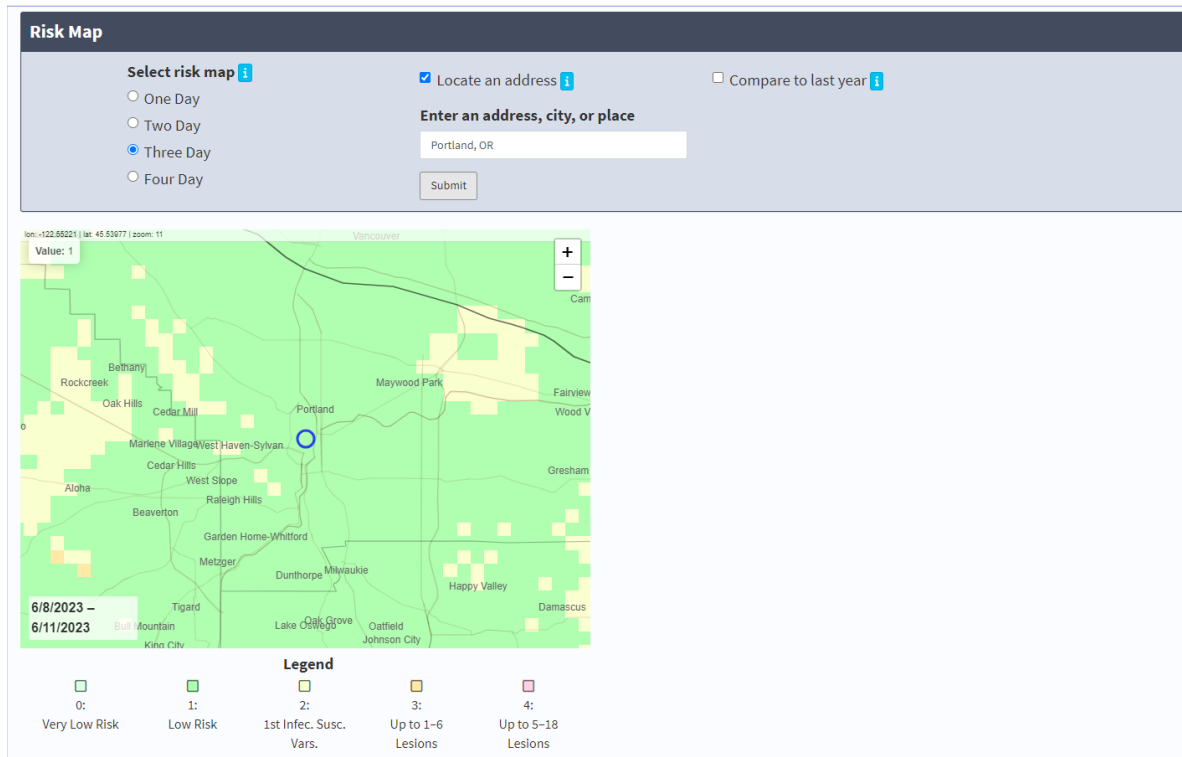 Risk Map
Select risk map i
One Day
Two Day
Three Day
Four Day
Locate an address i
Enter an address, city, or place
Portland, OR
Submit
Compare to last year i
lon: -122.55221 | lat: 45.53977 | zoom: 11
Value: 1
Vancouver
+
−
Cam
Bethany
Rockcreek
Maywood Park
Fairview
Oak Hills
Cedar Mill
Portland
Wood V
o
Marlene Village
West Haven-Sylvan
Cedar Hills
Gresham
West Slope
Aloha
Raleigh Hills
Beaverton
Garden Home-Whitford
Metzger
Dunthorpe
Milwaukie
Happy Valley
6/8/2023 –
6/11/2023
Tigard
Damascus
Bull Mountain
Lake Oswego
Oak Grove
Oatfield
Johnson City
King City
Legend
0:
Very Low Risk
1:
Low Risk
2:
1st Infec. Susc.
Vars.
3:
Up to 1–6
Lesions
4:
Up to 5–18
Lesions